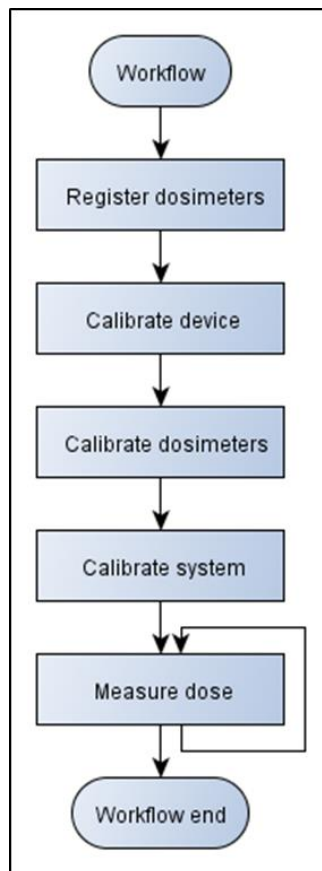 Workflow
Register dosimeters
Calibrate device
Calibrate dosimeters
Calibrate system
Measure dose
Workflow end